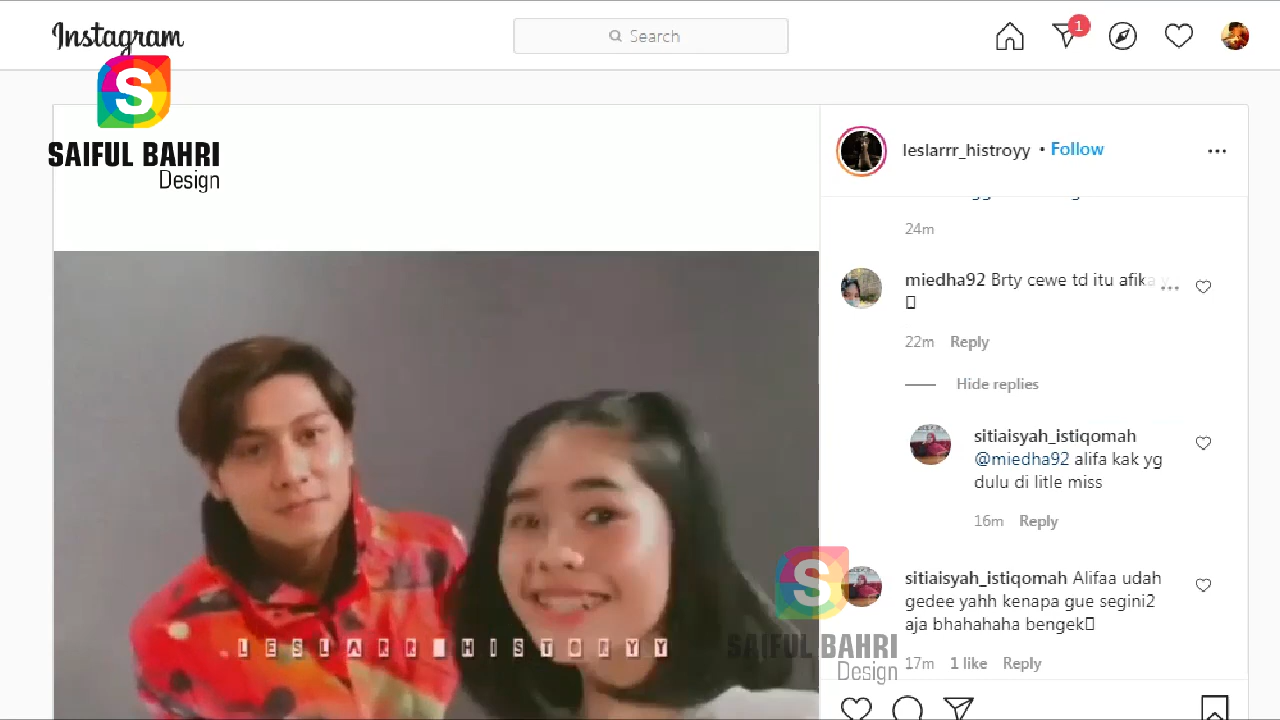 Instagram
Search
1
SAIFUL BAHRI
Design
leslarrr_histroyy • Follow
24m
miedha92 Brty cewe td itu afika
22m Reply
Hide replies
sitiaisyah_istiqomah
@miedha92 alifa kak yg
dulu di litle miss
16m Reply
sitiaisyah_istiqomah Alifaa udah
gedee yahh kenapa gue segini2
aja bhahahaha bengek
17m 1 like Reply
LESLARR HISTORYY
SAIFUL BAHRI
Design